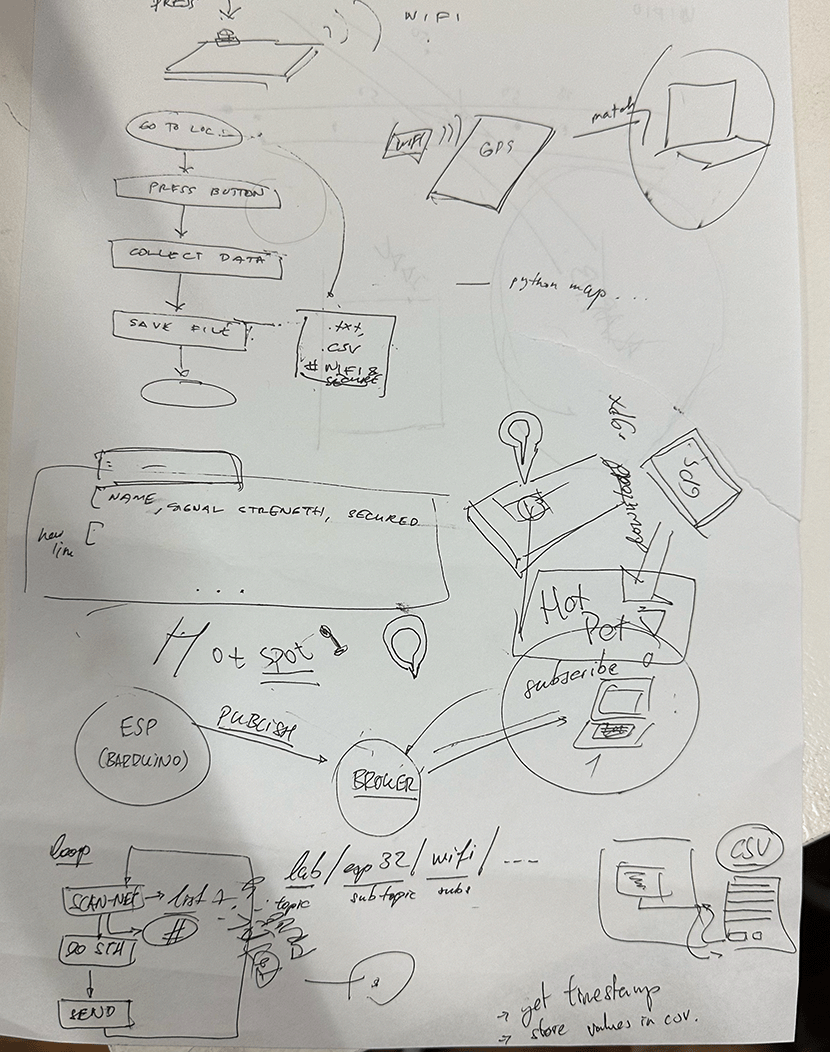 PRESS
WIFI
GO TO LOC.
PRESS BUTTON
COLLECT DATA
SAVE FILE
.txt,
CSV
# WIFI &
SECURE
WIFI
GPS
match
python map...
[NAME, SIGNAL STRENGTH, SECURED
new line [
...
.gpx
download
GPS
Hot
Pot
Hot spot
subscribe
ESP
(BARDUINO)
PUBLISH
BROKER
1
loop
SCAN-NET → list
#
DO STH
SEND
lab/esp32/wifi/---
topic subtopic subs
CSV
→ get timestamp
→ store values in csv.